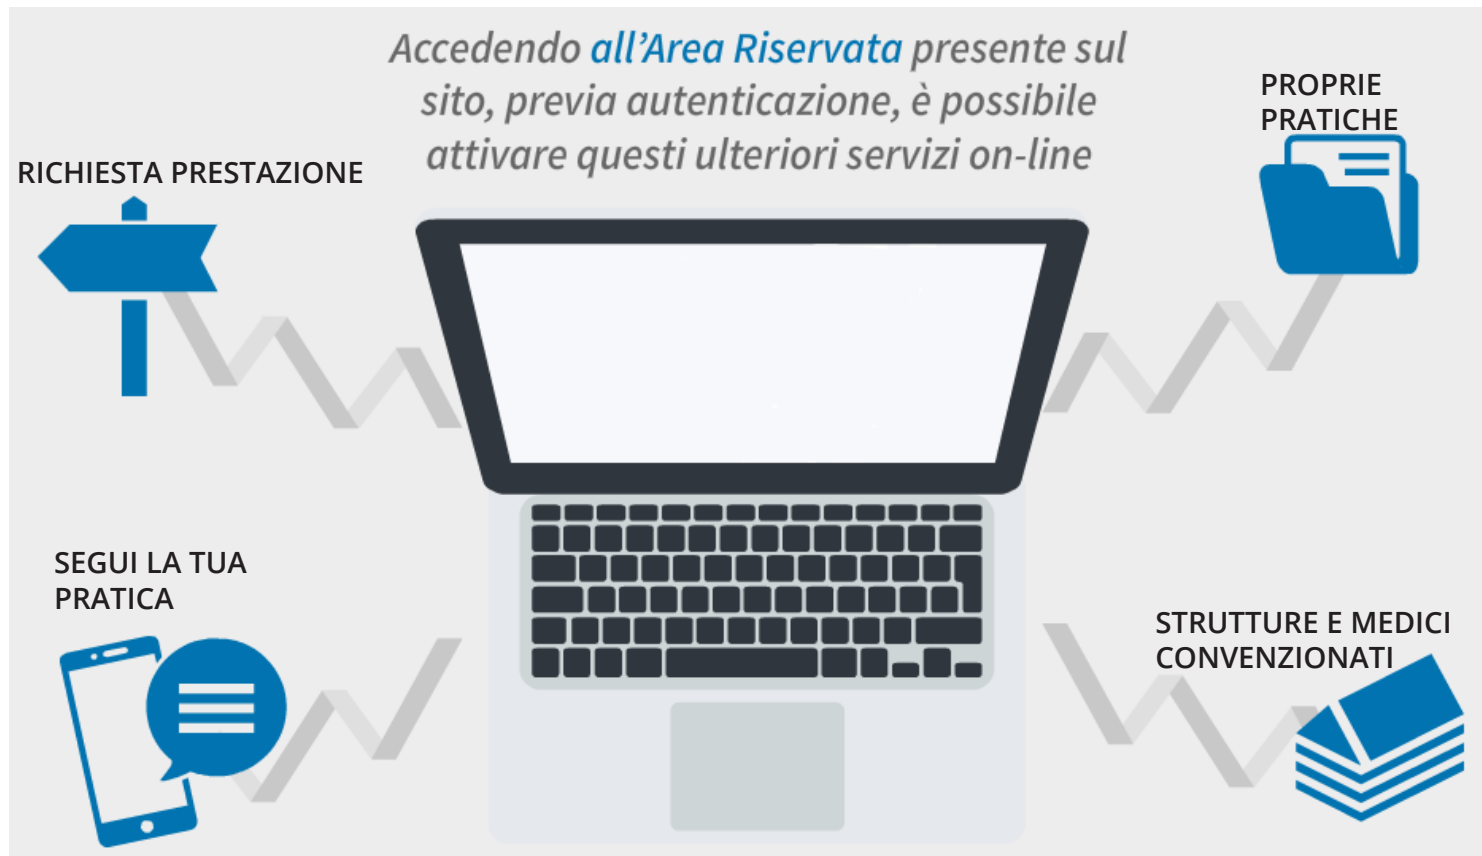 Accedendo all’Area Riservata presente sul
sito, previa autenticazione, è possibile
attivare questi ulteriori servizi on-line
RICHIESTA PRESTAZIONE
PROPRIE
PRATICHE
SEGUI LA TUA
PRATICA
STRUTTURE E MEDICI
CONVENZIONATI